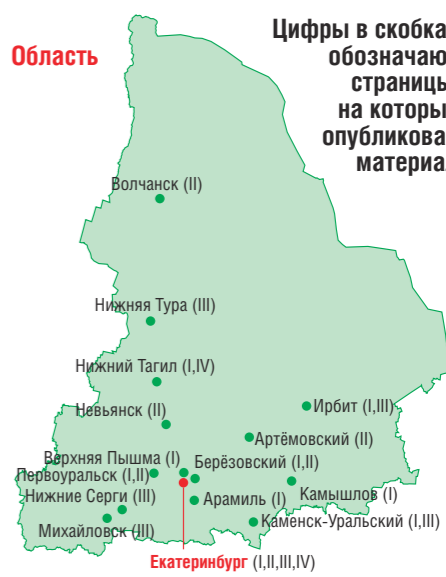 Область
Цифры в скобка
обозначаю
страницы
на которы
опубликова
материа
Волчанск (II)
Нижняя Тура (III)
Нижний Тагил (I,IV)
Ирбит (I,III)
Невьянск (II)
Артёмовский (II)
Верхняя Пышма (I)
Берёзовский (I,II)
Первоуральск (I,II)
Камышлов (I)
Нижние Серги (III)
Арамиль (I)
Михайловск (III)
Каменск-Уральский (I,III)
Екатеринбург (I,II,III,IV)